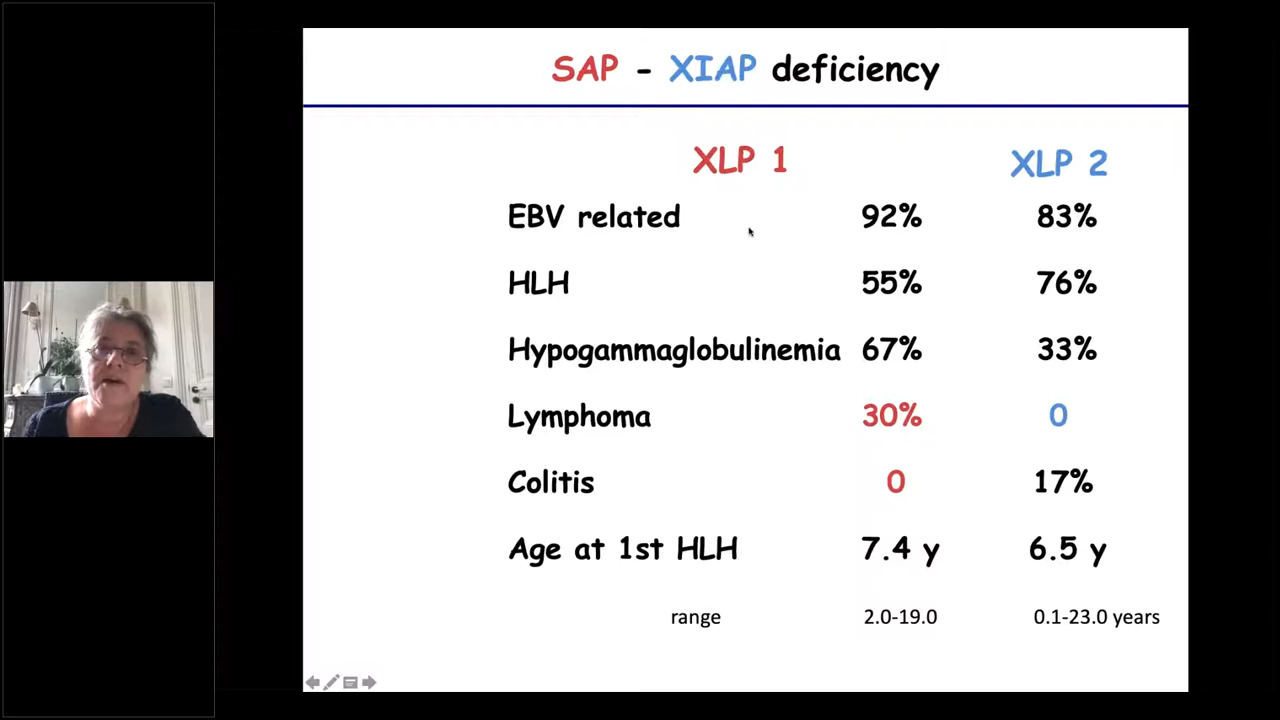 SAP - XIAP deficiency
XLP 1 XLP 2
EBV related 92% 83%
HLH 55% 76%
Hypogammaglobulinemia 67% 33%
Lymphoma 30% 0
Colitis 0 17%
Age at 1st HLH 7.4 y 6.5 y
range 2.0-19.0 0.1-23.0 years